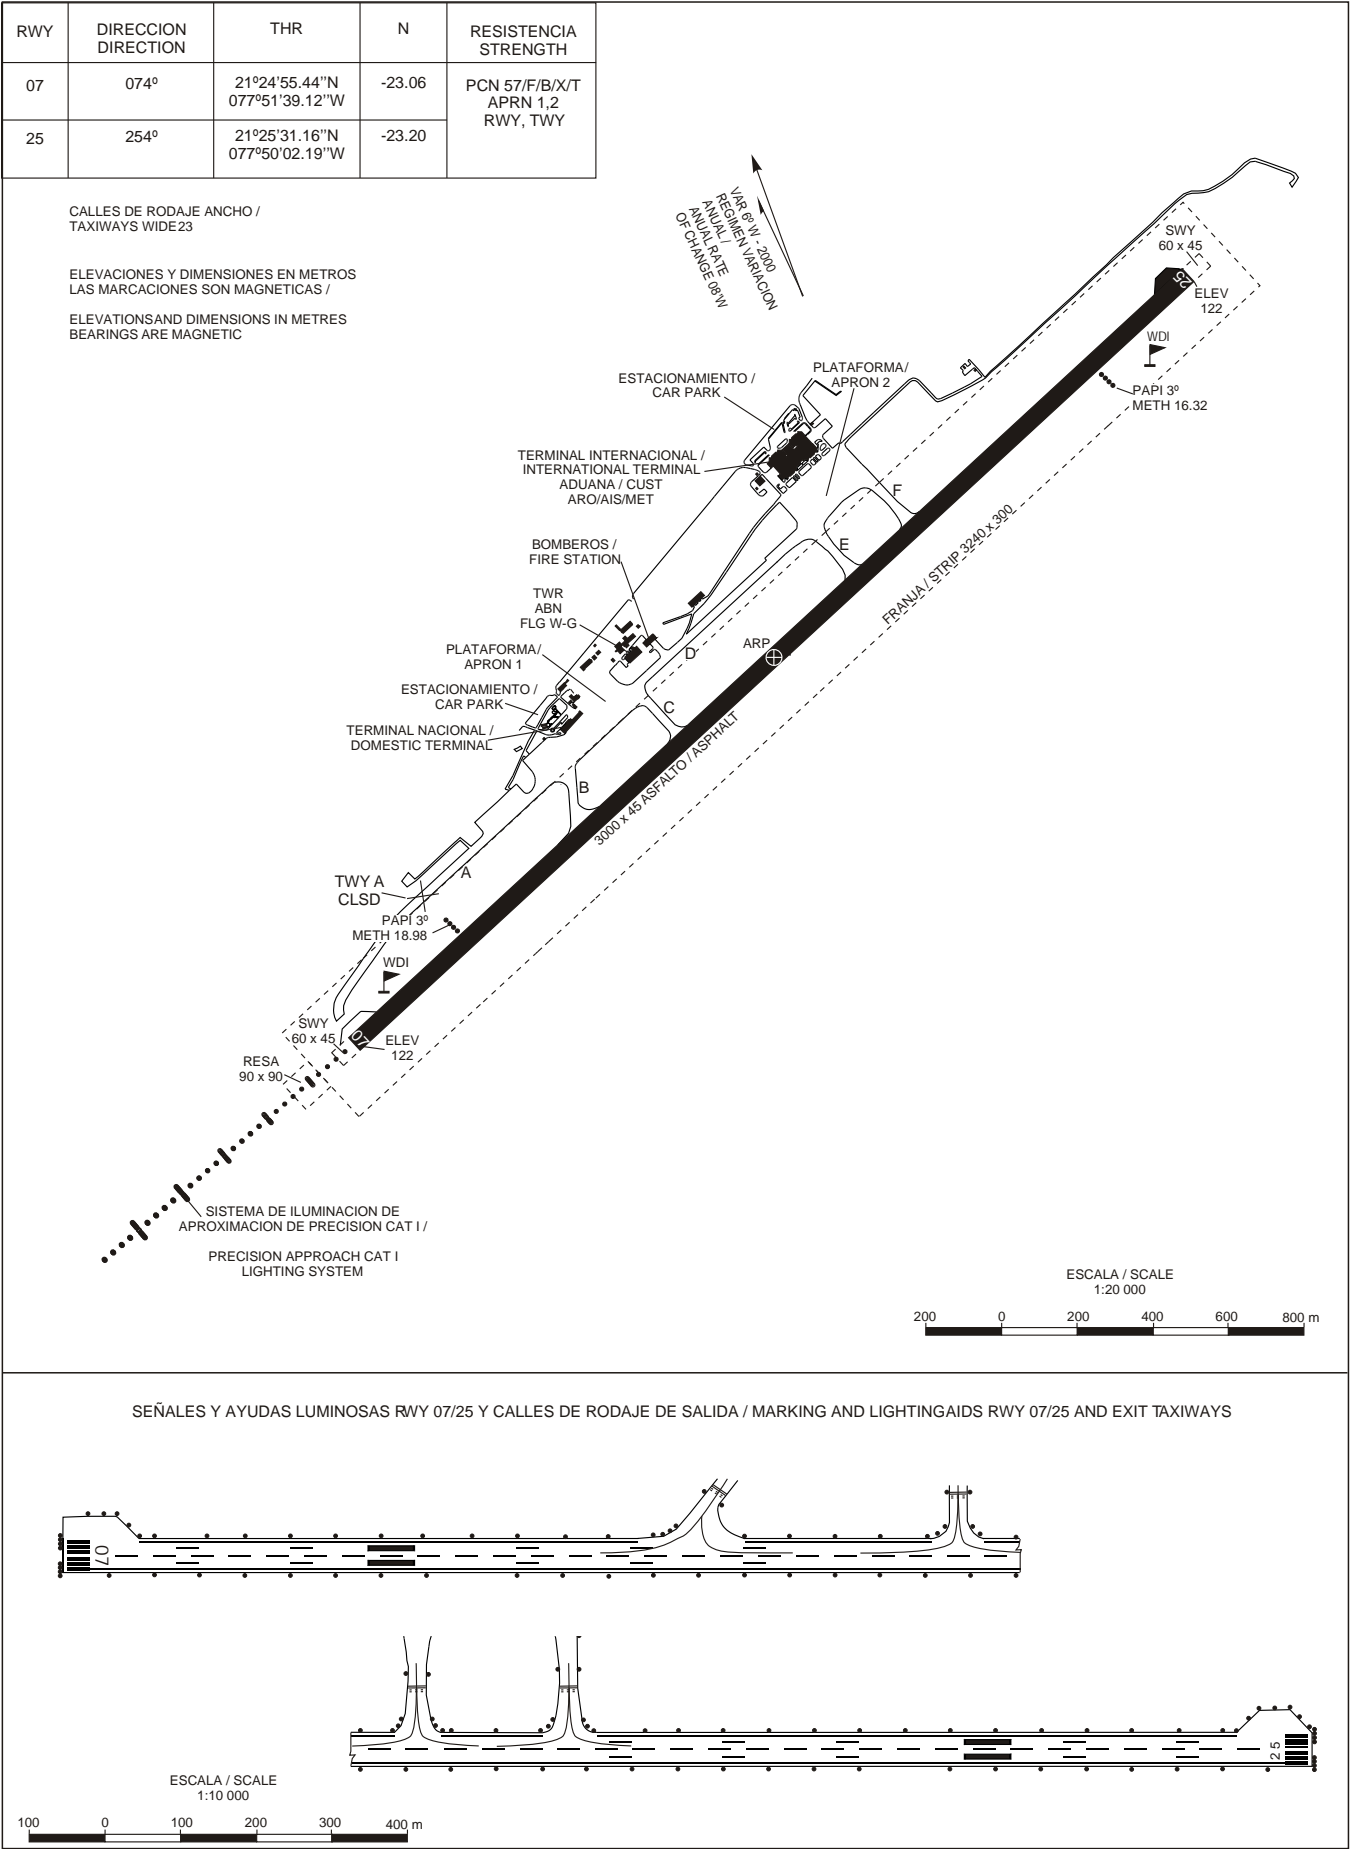 RWY
DIRECCION
DIRECTION
THR
N
RESISTENCIA
STRENGTH
07
074º
21º24'55.44’’N
077º51'39.12’’W
-23.06
PCN 57/F/B/X/T
APRN 1,2
RWY, TWY
25
254º
21º25'31.16’’N
077º50'02.19’’W
-23.20
CALLES DE RODAJE ANCHO /
TAXIWAYS WIDE23
ELEVACIONES Y DIMENSIONES EN METROS
LAS MARCACIONES SON MAGNETICAS /
ELEVATIONSAND DIMENSIONS IN METRES
BEARINGS ARE MAGNETIC
VAR 6º W - 2000
REGIMEN VARIACION
ANUAL /
ANUAL RATE
OF CHANGE 08'W
SWY
60 x 45
25
ELEV
122
WDI
PAPI 3º
METH 16.32
PLATAFORMA/
APRON 2
ESTACIONAMIENTO /
CAR PARK
TERMINAL INTERNACIONAL /
INTERNATIONAL TERMINAL
ADUANA / CUST
ARO/AIS/MET
F
E
FRANJA / STRIP 3240 x 300
BOMBEROS /
FIRE STATION
TWR
ABN
FLG W-G
D
ARP
PLATAFORMA/
APRON 1
ESTACIONAMIENTO /
CAR PARK
C
TERMINAL NACIONAL /
DOMESTIC TERMINAL
B
3000 x 45 ASFALTO / ASPHALT
A
TWY A
CLSD
PAPI 3º
METH 18.98
WDI
SWY
60 x 45
07
ELEV
122
RESA
90 x 90
SISTEMA DE ILUMINACION DE
APROXIMACION DE PRECISION CAT I /
PRECISION APPROACH CAT I
LIGHTING SYSTEM
ESCALA / SCALE
1:20 000
200 0 200 400 600 800 m
SEÑALES Y AYUDAS LUMINOSAS RWY 07/25 Y CALLES DE RODAJE DE SALIDA / MARKING AND LIGHTINGAIDS RWY 07/25 AND EXIT TAXIWAYS
07
25
ESCALA / SCALE
1:10 000
100 0 100 200 300 400 m